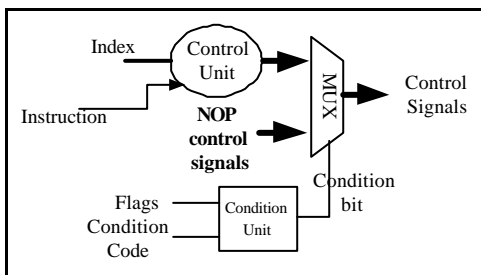 Index
Control
Unit
Instruction
NOP
control
signals
MUX
Control
Signals
Condition
bit
Flags
Condition
Code
Condition
Unit